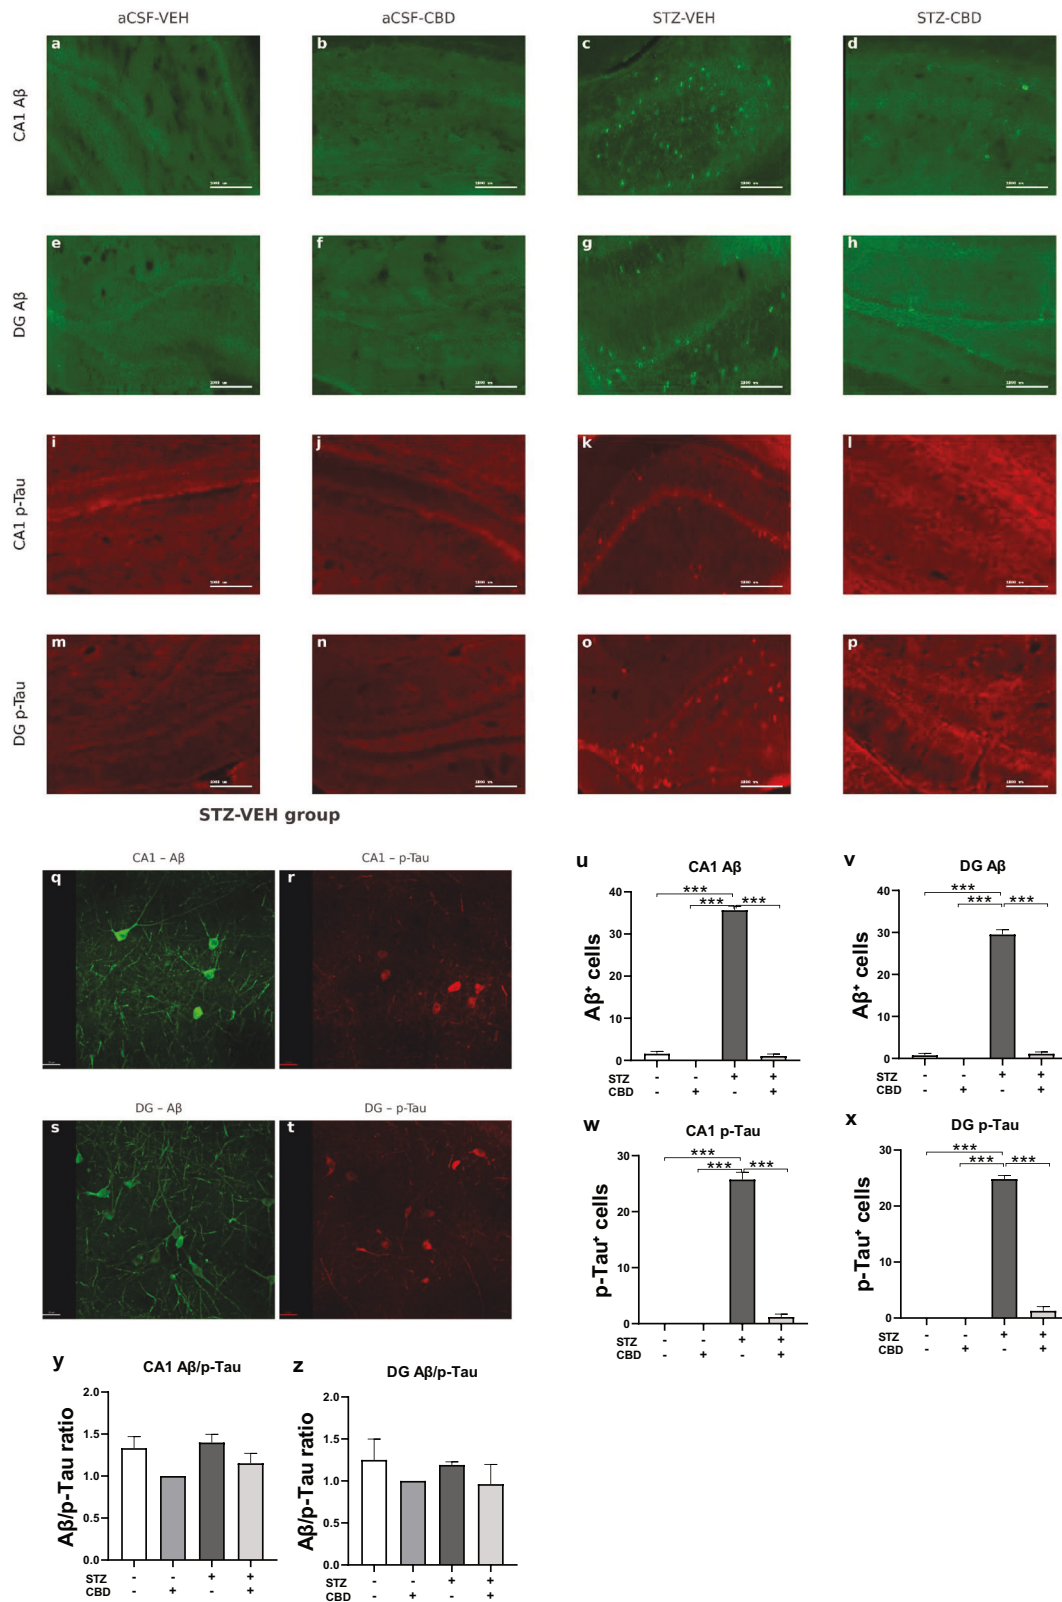 aCSF-VEH aCSF-CBD STZ-VEH STZ-CBD
CA1 Aβ
a b c d
DG Aβ
e f g h
CA1 p-Tau
i j k l
DG p-Tau
m n o p
STZ-VEH group
CA1 – Aβ CA1 – p-Tau
q r
DG – Aβ DG – p-Tau
s t
u CA1 Aβ
Aβ⁺ cells
40
30
20
10
0
*** *** ***
STZ - - + +
CBD - + - +
v DG Aβ
Aβ⁺ cells
40
30
20
10
0
*** *** ***
STZ - - + +
CBD - + - +
w CA1 p-Tau
p-Tau⁺ cells
30
20
10
0
*** *** ***
STZ - - + +
CBD - + - +
x DG p-Tau
p-Tau⁺ cells
30
20
10
0
*** *** ***
STZ - - + +
CBD - + - +
y CA1 Aβ/p-Tau
Aβ/p-Tau ratio
2.0
1.5
1.0
0.5
0.0
STZ - - + +
CBD - + - +
z DG Aβ/p-Tau
Aβ/p-Tau ratio
2.0
1.5
1.0
0.5
0.0
STZ - - + +
CBD - + - +